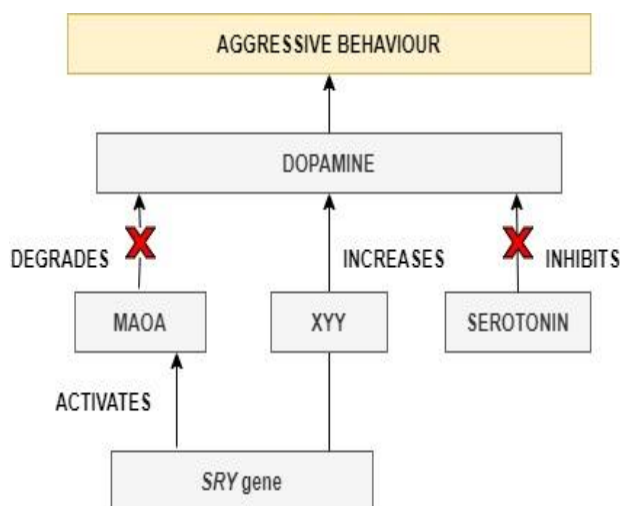 AGGRESSIVE BEHAVIOUR
DOPAMINE
DEGRADES
INCREASES
INHIBITS
MAOA
XYY
SEROTONIN
ACTIVATES
SRY gene